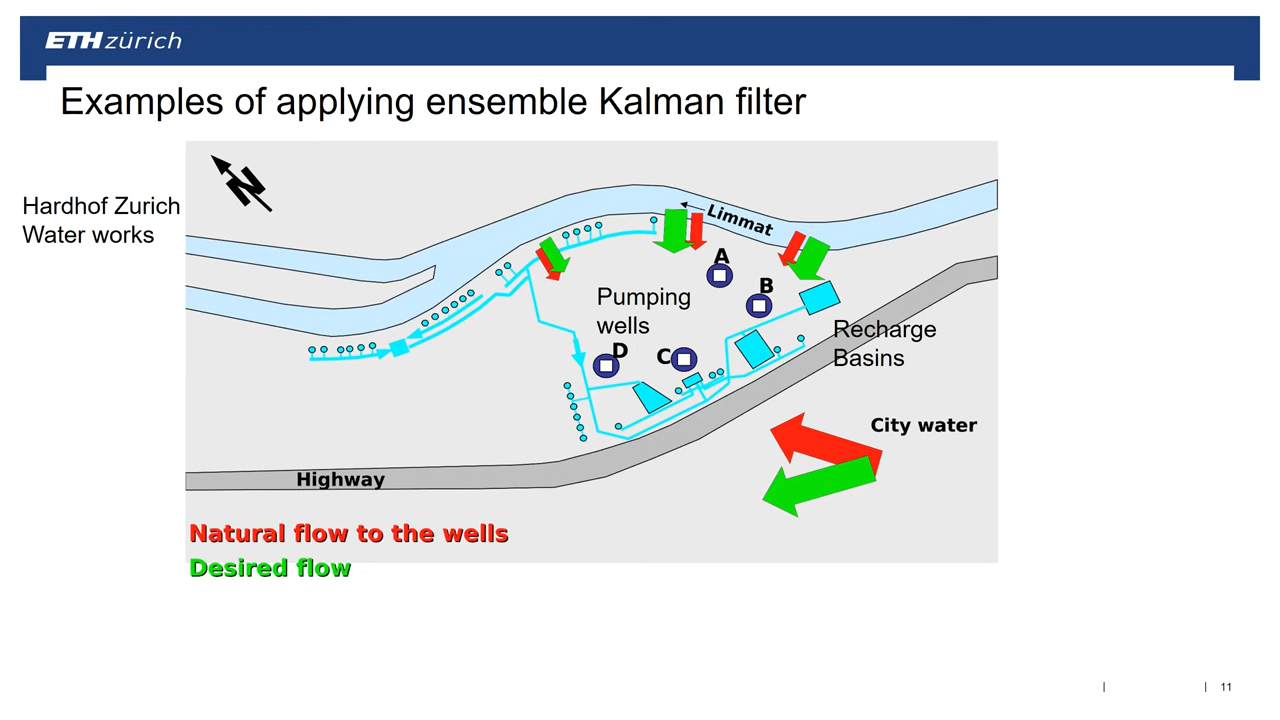 ETH zürich
Examples of applying ensemble Kalman filter
Hardhof Zurich
Water works
N
Limmat
A
B
Pumping
wells
Recharge
Basins
D
C
City water
Highway
Natural flow to the wells
Desired flow
11